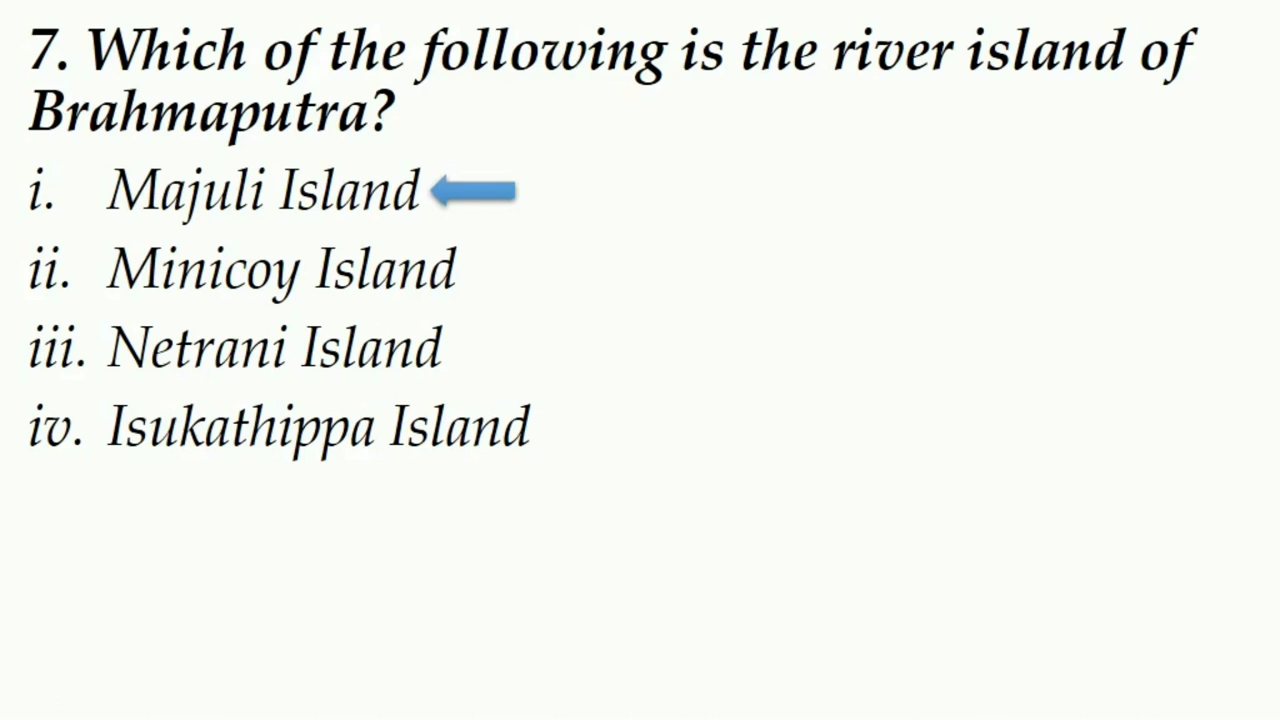 7. Which of the following is the river island of
Brahmaputra?
i. Majuli Island
ii. Minicoy Island
iii. Netrani Island
iv. Isukathippa Island